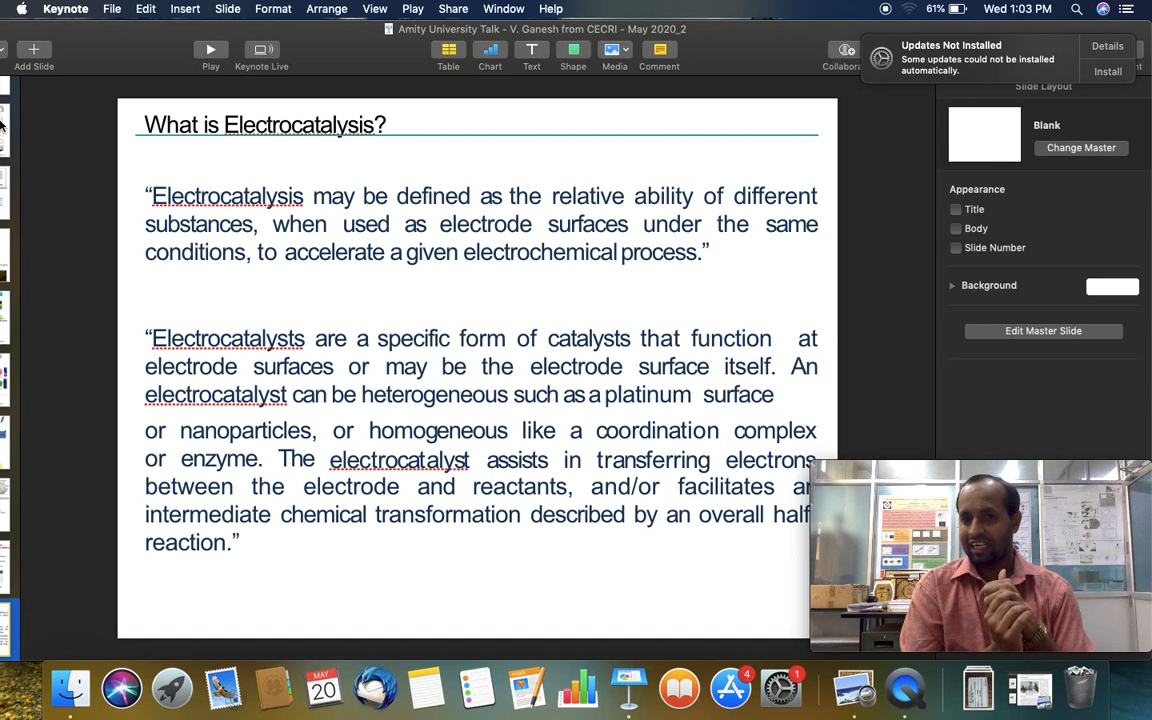 Keynote File Edit Insert Slide Format Arrange View Play Share Window Help
61% Wed 1:03 PM
Amity University Talk - V. Ganesh from CECRI - May 2020_2
Add Slide
Play
Keynote Live
Table
Chart
Text
Shape
Media
Comment
Updates Not Installed
Some updates could not be installed
automatically.
Details
Install
Slide Layout
Blank
Change Master
Appearance
Title
Body
Slide Number
Background
Edit Master Slide
What is Electrocatalysis?
“Electrocatalysis may be defined as the relative ability of different
substances, when used as electrode surfaces under the same
conditions, to accelerate a given electrochemical process.”
“Electrocatalysts are a specific form of catalysts that function at
electrode surfaces or may be the electrode surface itself. An
electrocatalyst can be heterogeneous such as a platinum surface
or nanoparticles, or homogeneous like a coordination complex
or enzyme. The electrocatalyst assists in transferring electrons
between the electrode and reactants, and/or facilitates an
intermediate chemical transformation described by an overall half
reaction.”
MAY
20
4
1